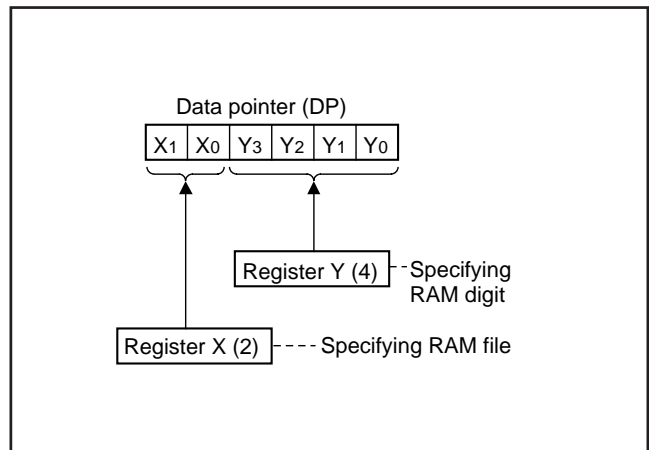 Data pointer (DP)
X1 X0 Y3 Y2 Y1 Y0
Register Y (4)
Specifying
RAM digit
Register X (2)
Specifying RAM file